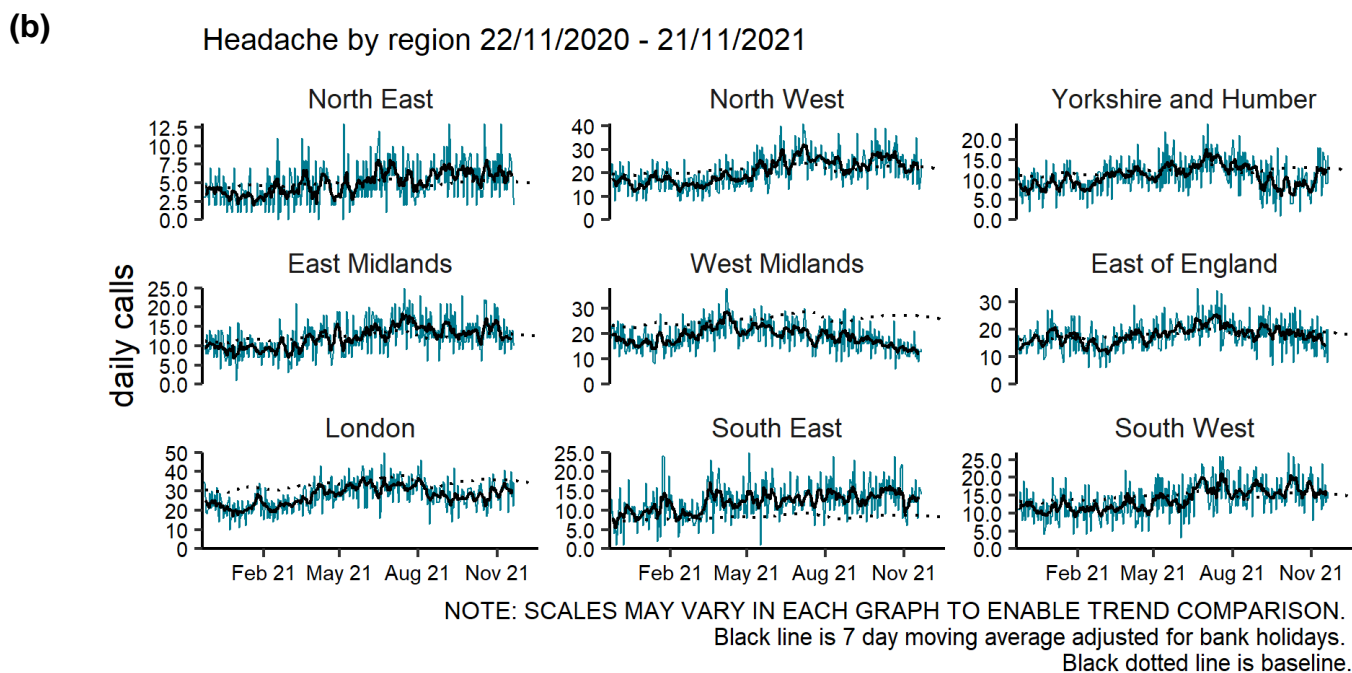 (b)
Headache by region 22/11/2020 - 21/11/2021
North East
12.5
10.0
7.5
5.0
2.5
0.0
North West
40
30
20
10
0
Yorkshire and Humber
20.0
15.0
10.0
5.0
0.0
daily calls
East Midlands
25.0
20.0
15.0
10.0
5.0
0.0
West Midlands
30
20
10
0
East of England
30
20
10
0
London
50
40
30
20
10
0
Feb 21 May 21 Aug 21 Nov 21
South East
25.0
20.0
15.0
10.0
5.0
0.0
Feb 21 May 21 Aug 21 Nov 21
South West
25.0
20.0
15.0
10.0
5.0
0.0
Feb 21 May 21 Aug 21 Nov 21
NOTE: SCALES MAY VARY IN EACH GRAPH TO ENABLE TREND COMPARISON.
Black line is 7 day moving average adjusted for bank holidays.
Black dotted line is baseline.